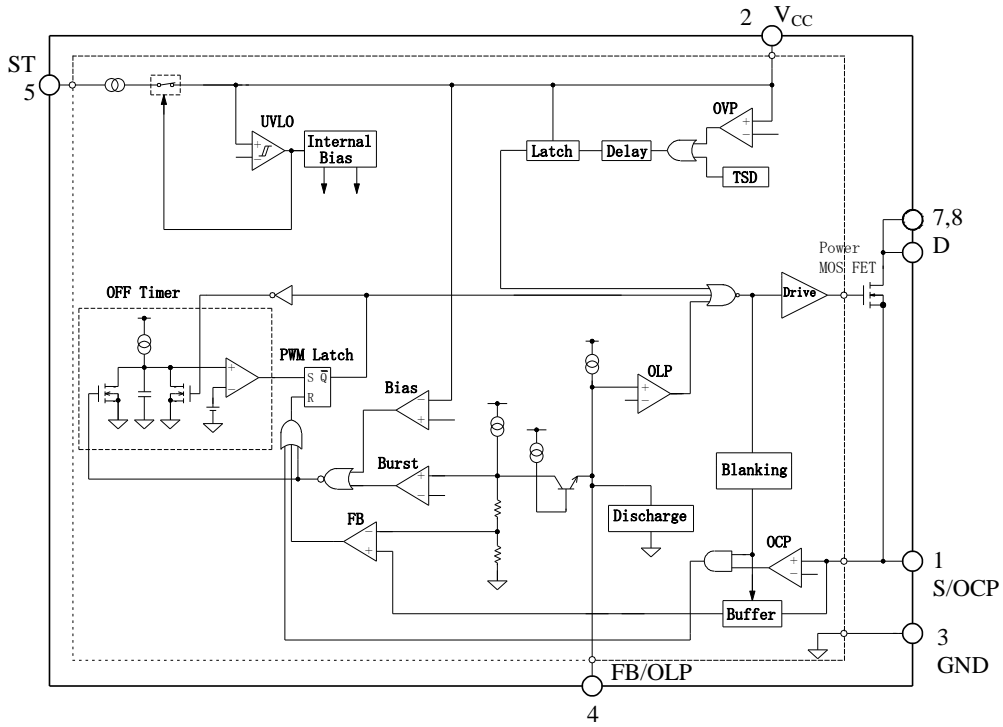 2 VCC
ST
5
UVLO
Internal
Bias
+
−
OVP
+
−
Latch
Delay
TSD
7,8
D
Power
MOS FET
OFF Timer
Drive
PWM Latch
+
−
S Q̅
R
Bias
−
+
OLP
+
−
Burst
+
−
Blanking
FB
−
+
Discharge
OCP
+
−
1
S/OCP
Buffer
3
GND
FB/OLP
4